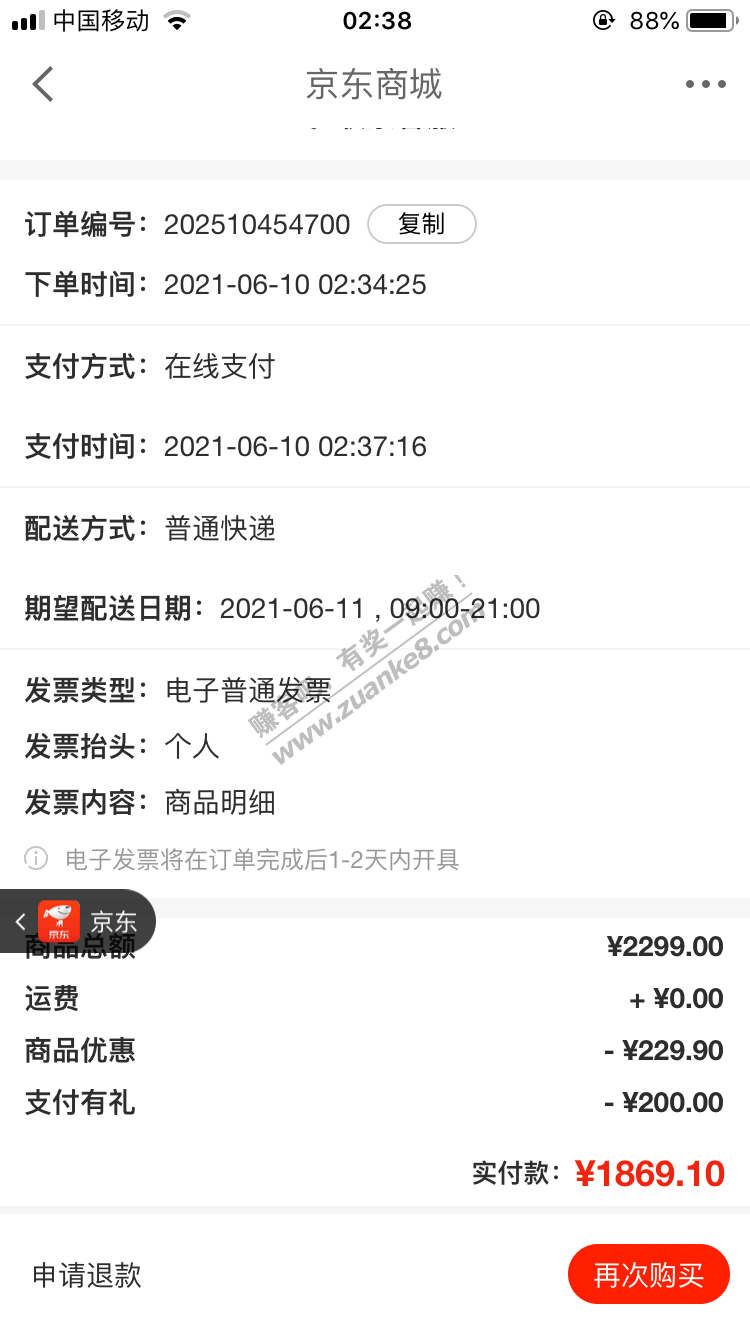 中国移动 02:38 88%
京东商城
订单编号：202510454700 复制
下单时间：2021-06-10 02:34:25
支付方式：在线支付
支付时间：2021-06-10 02:37:16
配送方式：普通快递
期望配送日期：2021-06-11 , 09:00-21:00
赚客吧，有奖一起赚！
www.zuanke8.com
发票类型：电子普通发票
发票抬头：个人
发票内容：商品明细
电子发票将在订单完成后1-2天内开具
京东
京东
商品总额 ¥2299.00
运费 + ¥0.00
商品优惠 - ¥229.90
支付有礼 - ¥200.00
实付款：¥1869.10
申请退款 再次购买